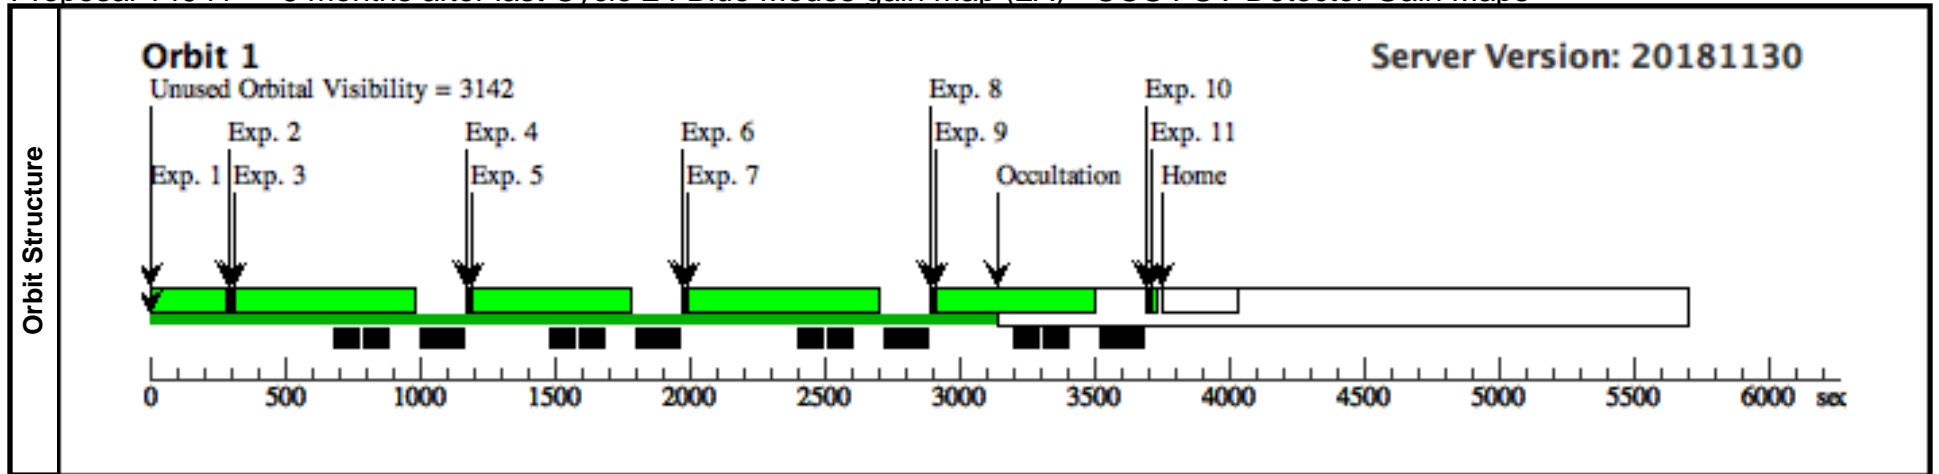 Orbit Structure
Orbit 1
Server Version: 20181130
Unused Orbital Visibility = 3142
Exp. 8
Exp. 10
Exp. 2
Exp. 4
Exp. 6
Exp. 9
Exp. 11
Exp. 1
Exp. 3
Exp. 5
Exp. 7
Occultation
Home
0 500 1000 1500 2000 2500 3000 3500 4000 4500 5000 5500 6000 sec